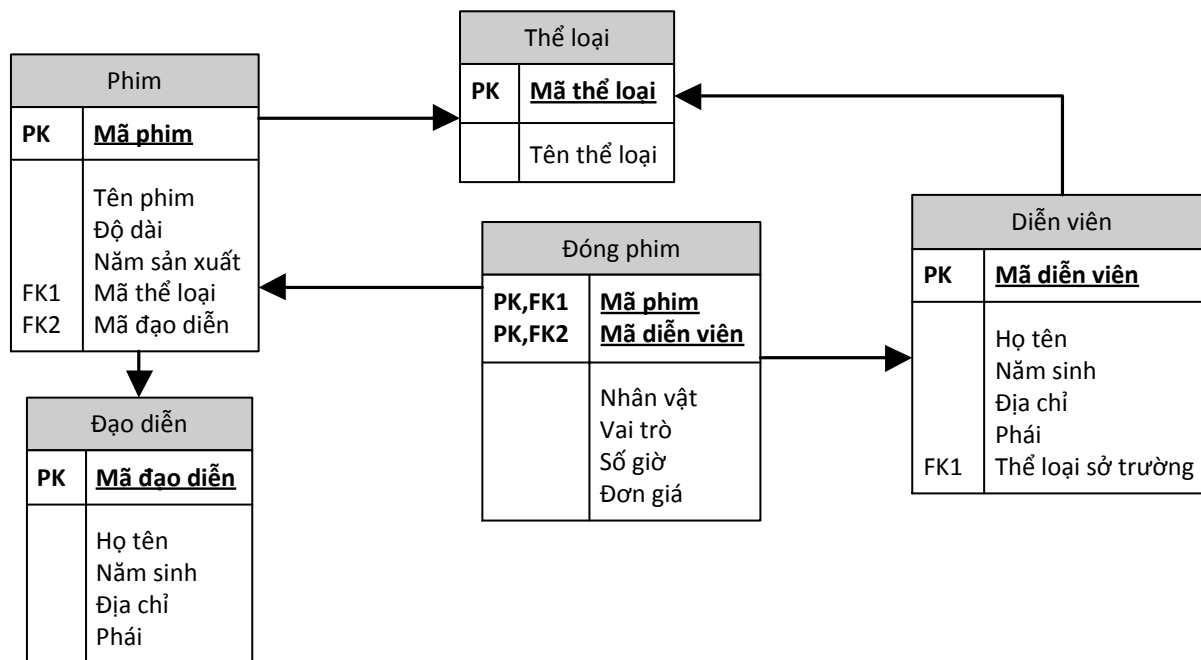 Thể loại
PK Mã thể loại
Tên thể loại
Phim
PK Mã phim
Tên phim
Độ dài
Năm sản xuất
FK1 Mã thể loại
FK2 Mã đạo diễn
Đóng phim
PK,FK1 Mã phim
PK,FK2 Mã diễn viên
Nhân vật
Vai trò
Số giờ
Đơn giá
Diễn viên
PK Mã diễn viên
Họ tên
Năm sinh
Địa chỉ
Phái
FK1 Thể loại sở trường
Đạo diễn
PK Mã đạo diễn
Họ tên
Năm sinh
Địa chỉ
Phái